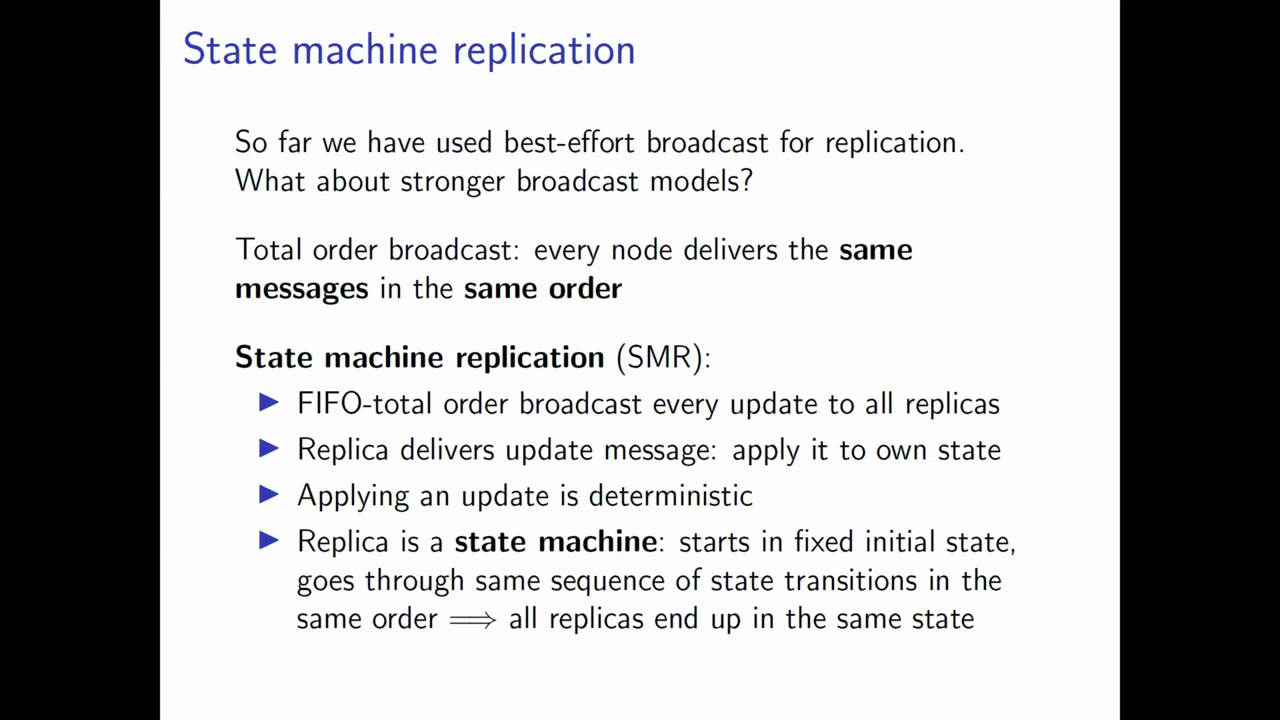 State machine replication
So far we have used best-effort broadcast for replication.
What about stronger broadcast models?
Total order broadcast: every node delivers the same
messages in the same order
State machine replication (SMR):
▶ FIFO-total order broadcast every update to all replicas
▶ Replica delivers update message: apply it to own state
▶ Applying an update is deterministic
▶ Replica is a state machine: starts in fixed initial state,
goes through same sequence of state transitions in the
same order ⟹ all replicas end up in the same state